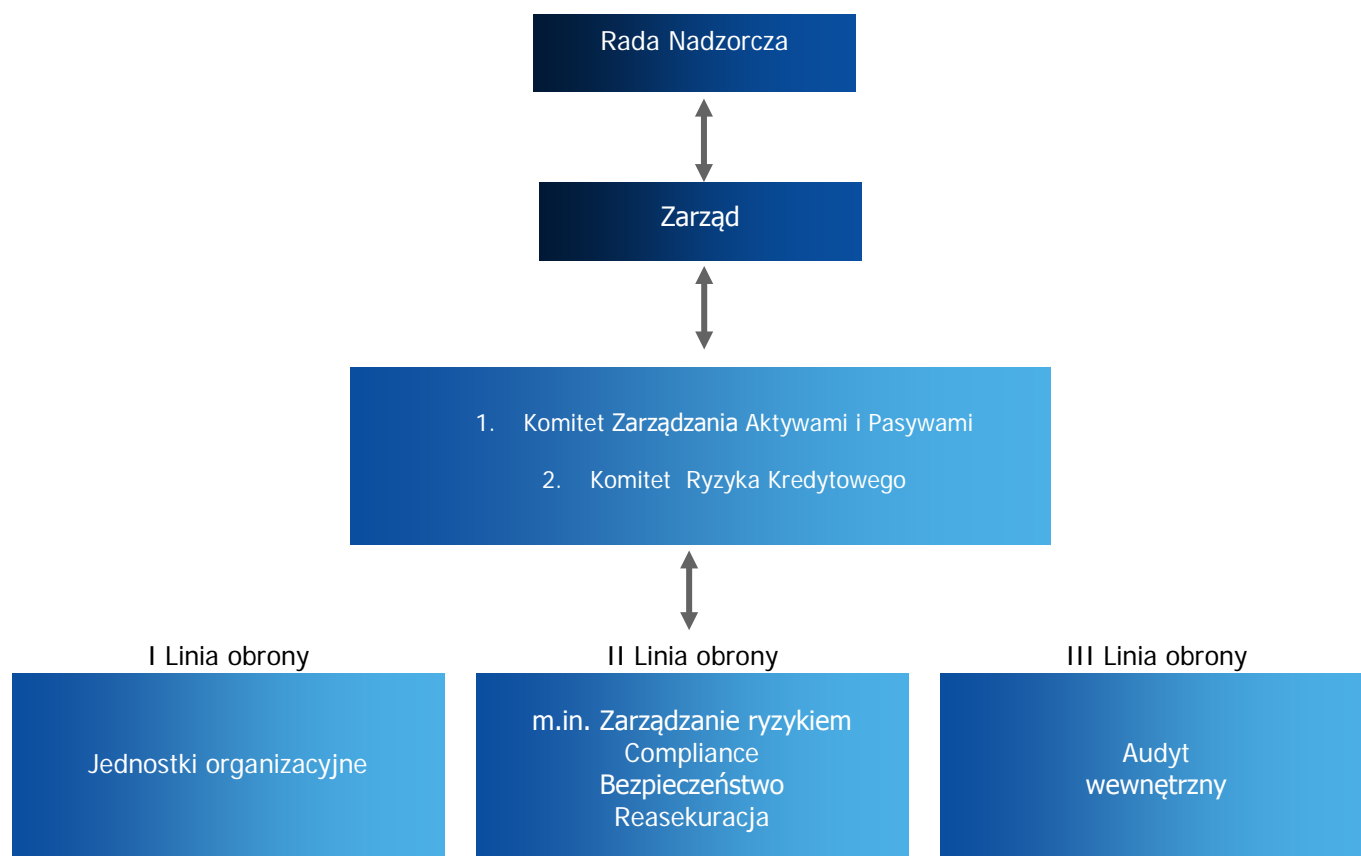 Rada Nadzorcza
Zarząd
1. Komitet Zarządzania Aktywami i Pasywami
2. Komitet Ryzyka Kredytowego
I Linia obrony
II Linia obrony
III Linia obrony
Jednostki organizacyjne
m.in. Zarządzanie ryzykiem
Compliance
Bezpieczeństwo
Reasekuracja
Audyt
wewnętrzny